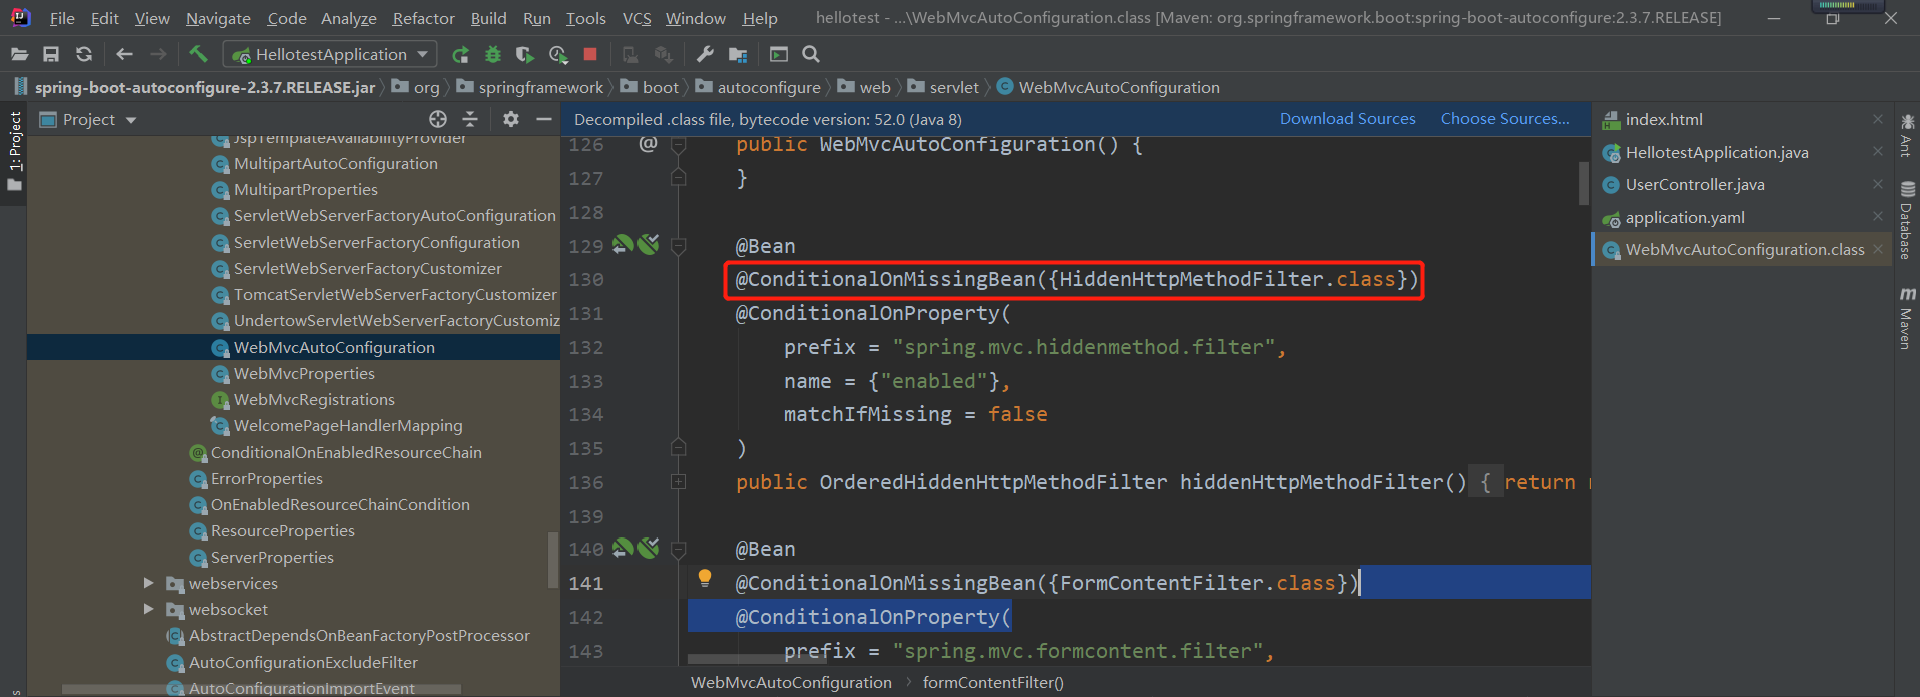 File Edit View Navigate Code Analyze Refactor Build Run Tools VCS Window Help hellotest - ...\WebMvcAutoConfiguration.class [Maven: org.springframework.boot:spring-boot-autoconfigure:2.3.7.RELEASE]
HellotestApplication
spring-boot-autoconfigure-2.3.7.RELEASE.jar org springframework boot autoconfigure web servlet WebMvcAutoConfiguration
1: Project
Project
JspTemplateAvailabilityProvider
MultipartAutoConfiguration
MultipartProperties
ServletWebServerFactoryAutoConfiguration
ServletWebServerFactoryConfiguration
ServletWebServerFactoryCustomizer
TomcatServletWebServerFactoryCustomizer
UndertowServletWebServerFactoryCustomiz
WebMvcAutoConfiguration
WebMvcProperties
WebMvcRegistrations
WelcomePageHandlerMapping
ConditionalOnEnabledResourceChain
ErrorProperties
OnEnabledResourceChainCondition
ResourceProperties
ServerProperties
webservices
websocket
AbstractDependsOnBeanFactoryPostProcessor
AutoConfigurationExcludeFilter
AutoConfigurationImportEvent
Decompiled .class file, bytecode version: 52.0 (Java 8) Download Sources Choose Sources...
126 @ public WebMvcAutoConfiguration() {
127 }
128
129 @Bean
130 @ConditionalOnMissingBean({HiddenHttpMethodFilter.class})
131 @ConditionalOnProperty(
132 prefix = "spring.mvc.hiddenmethod.filter",
133 name = {"enabled"},
134 matchIfMissing = false
135 )
136 public OrderedHiddenHttpMethodFilter hiddenHttpMethodFilter() { return
139
140 @Bean
141 @ConditionalOnMissingBean({FormContentFilter.class})
142 @ConditionalOnProperty(
143 prefix = "spring.mvc.formcontent.filter",
WebMvcAutoConfiguration formContentFilter()
index.html
HellotestApplication.java
UserController.java
application.yaml
WebMvcAutoConfiguration.class
Ant
Database
m Maven